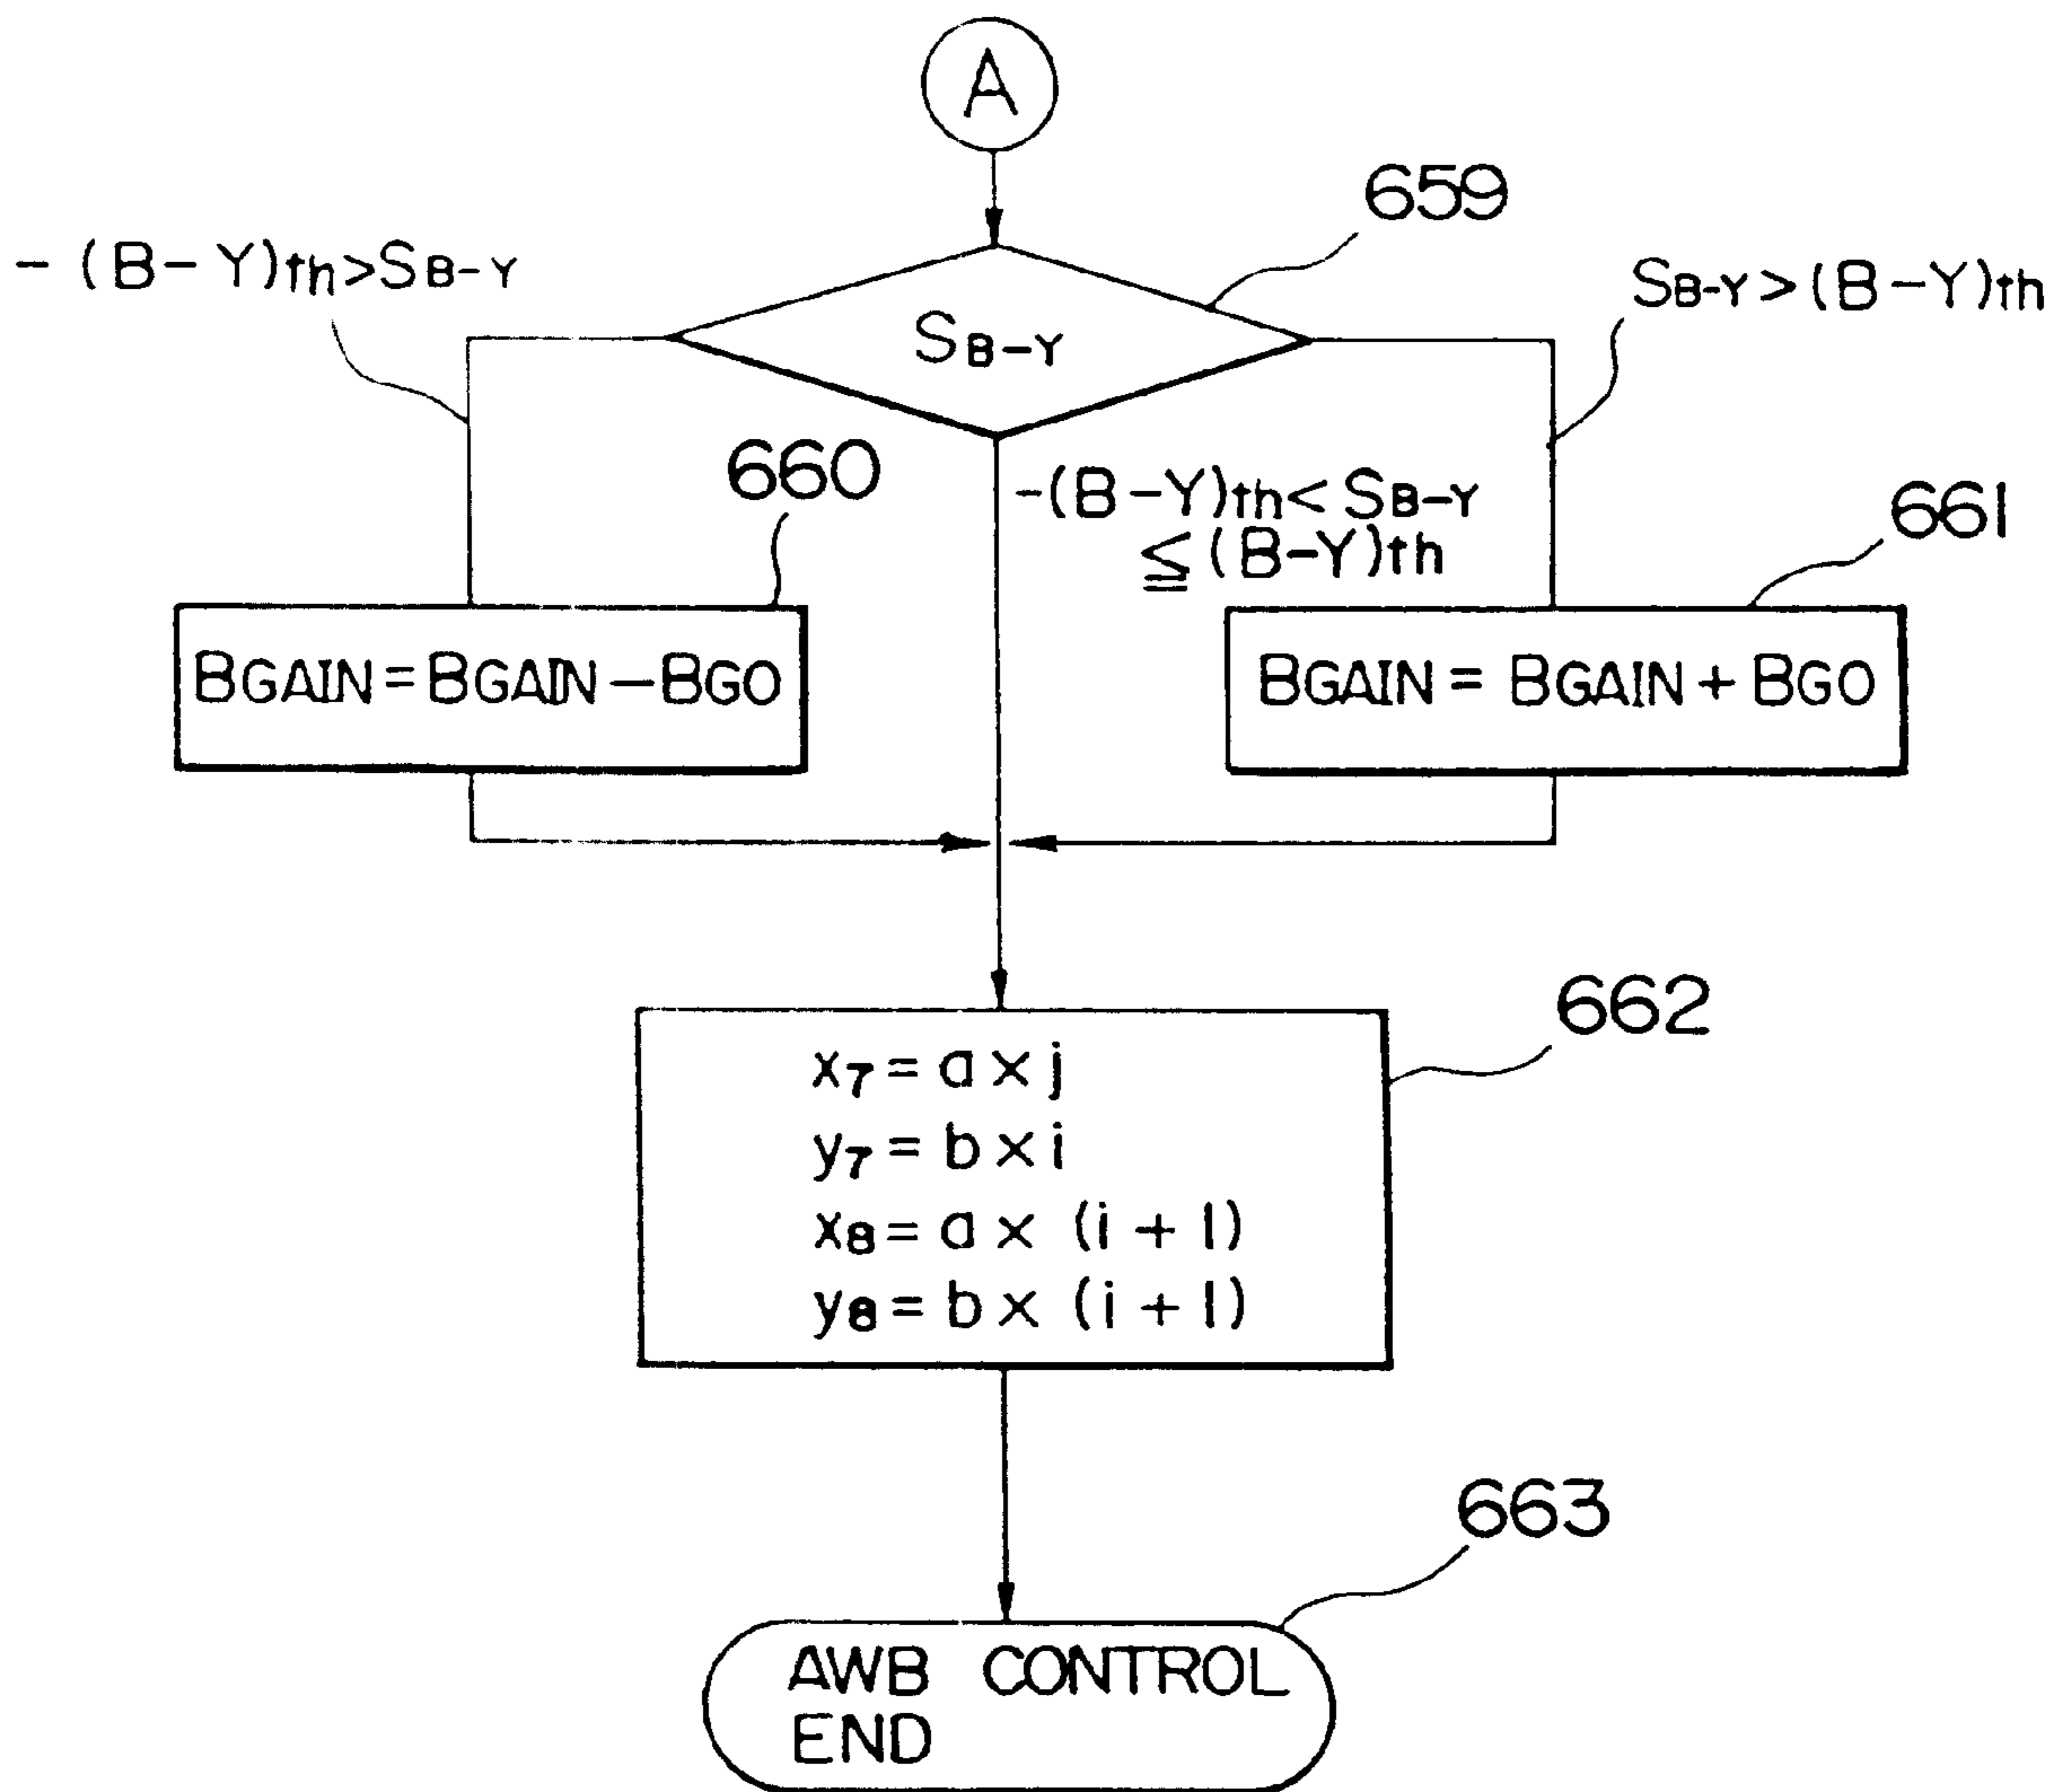 A
659
- (B-Y)th>SB-Y
SB-Y>(B-Y)th
SB-Y
660
-(B-Y)th<SB-Y
≦(B-Y)th
661
BGAIN=BGAIN-BGO
BGAIN = BGAIN + BGO
662
x7=a×j
y7=b×i
x8=a×(i+1)
y8=b×(i+1)
663
AWB CONTROL
END